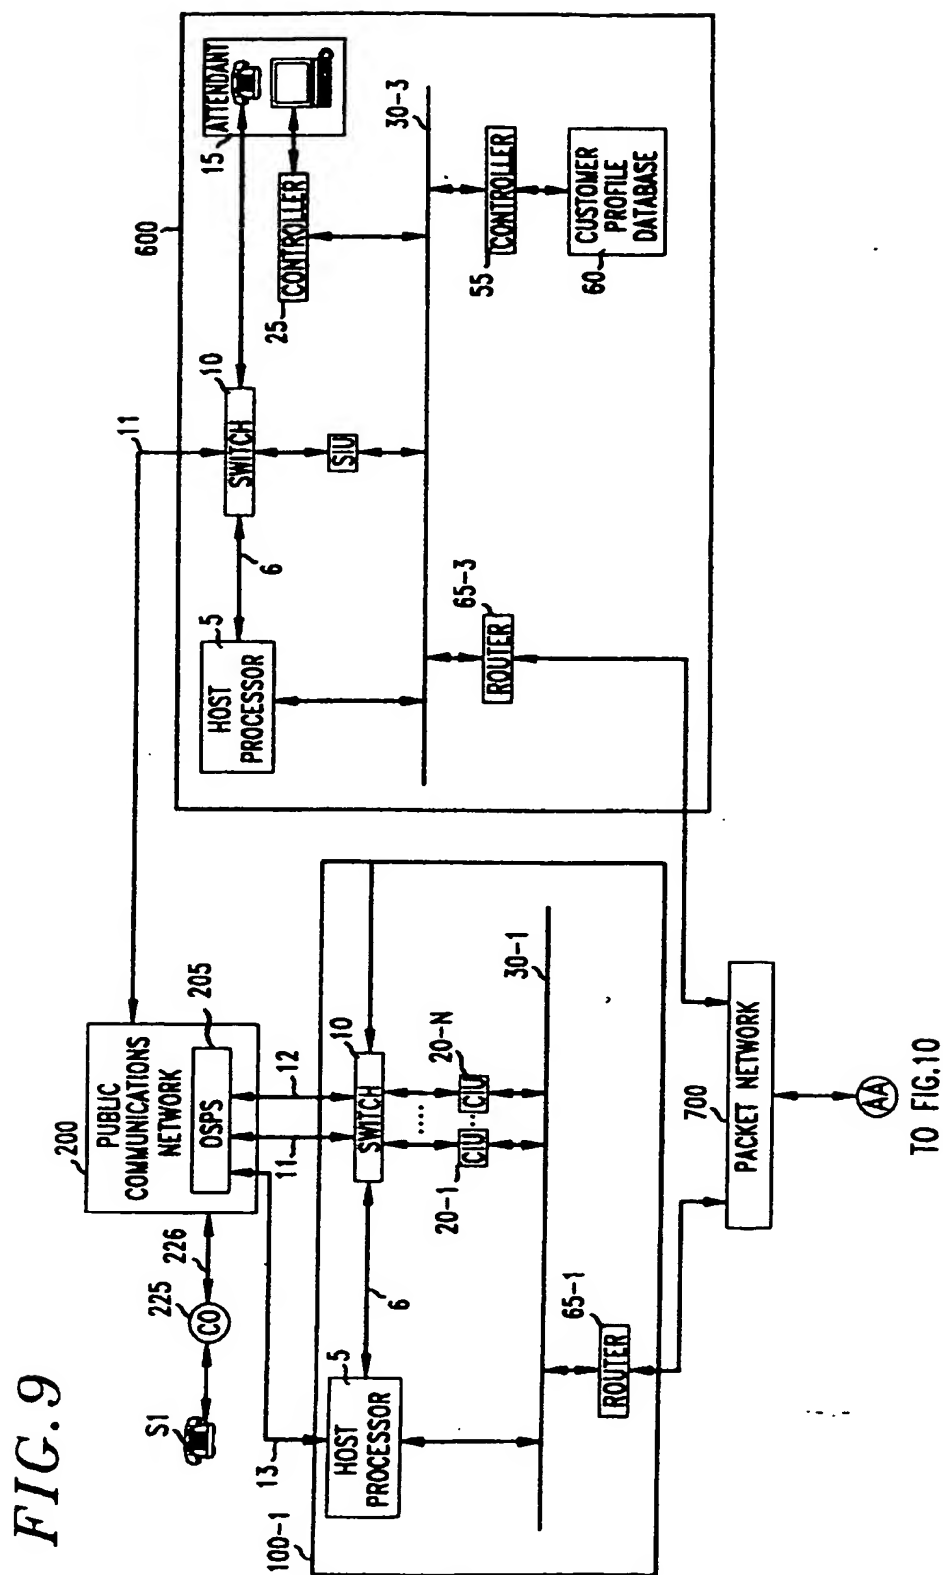 FIG. 9
S1
225
CO
226
200
PUBLIC
COMMUNICATIONS
NETWORK
205
DSPS
11
13
11
12
100-1
5
HOST
PROCESSOR
6
10
SWITCH
20-1
CIU
....
...
20-N
CIU
30-1
65-1
ROUTER
600
5
HOST
PROCESSOR
6
10
SWITCH
SIU
15
ATTENDANT
25
CONTROLLER
30-3
65-3
ROUTER
55
CONTROLLER
60
CUSTOMER
PROFILE
DATABASE
700
PACKET NETWORK
AA
TO FIG.10